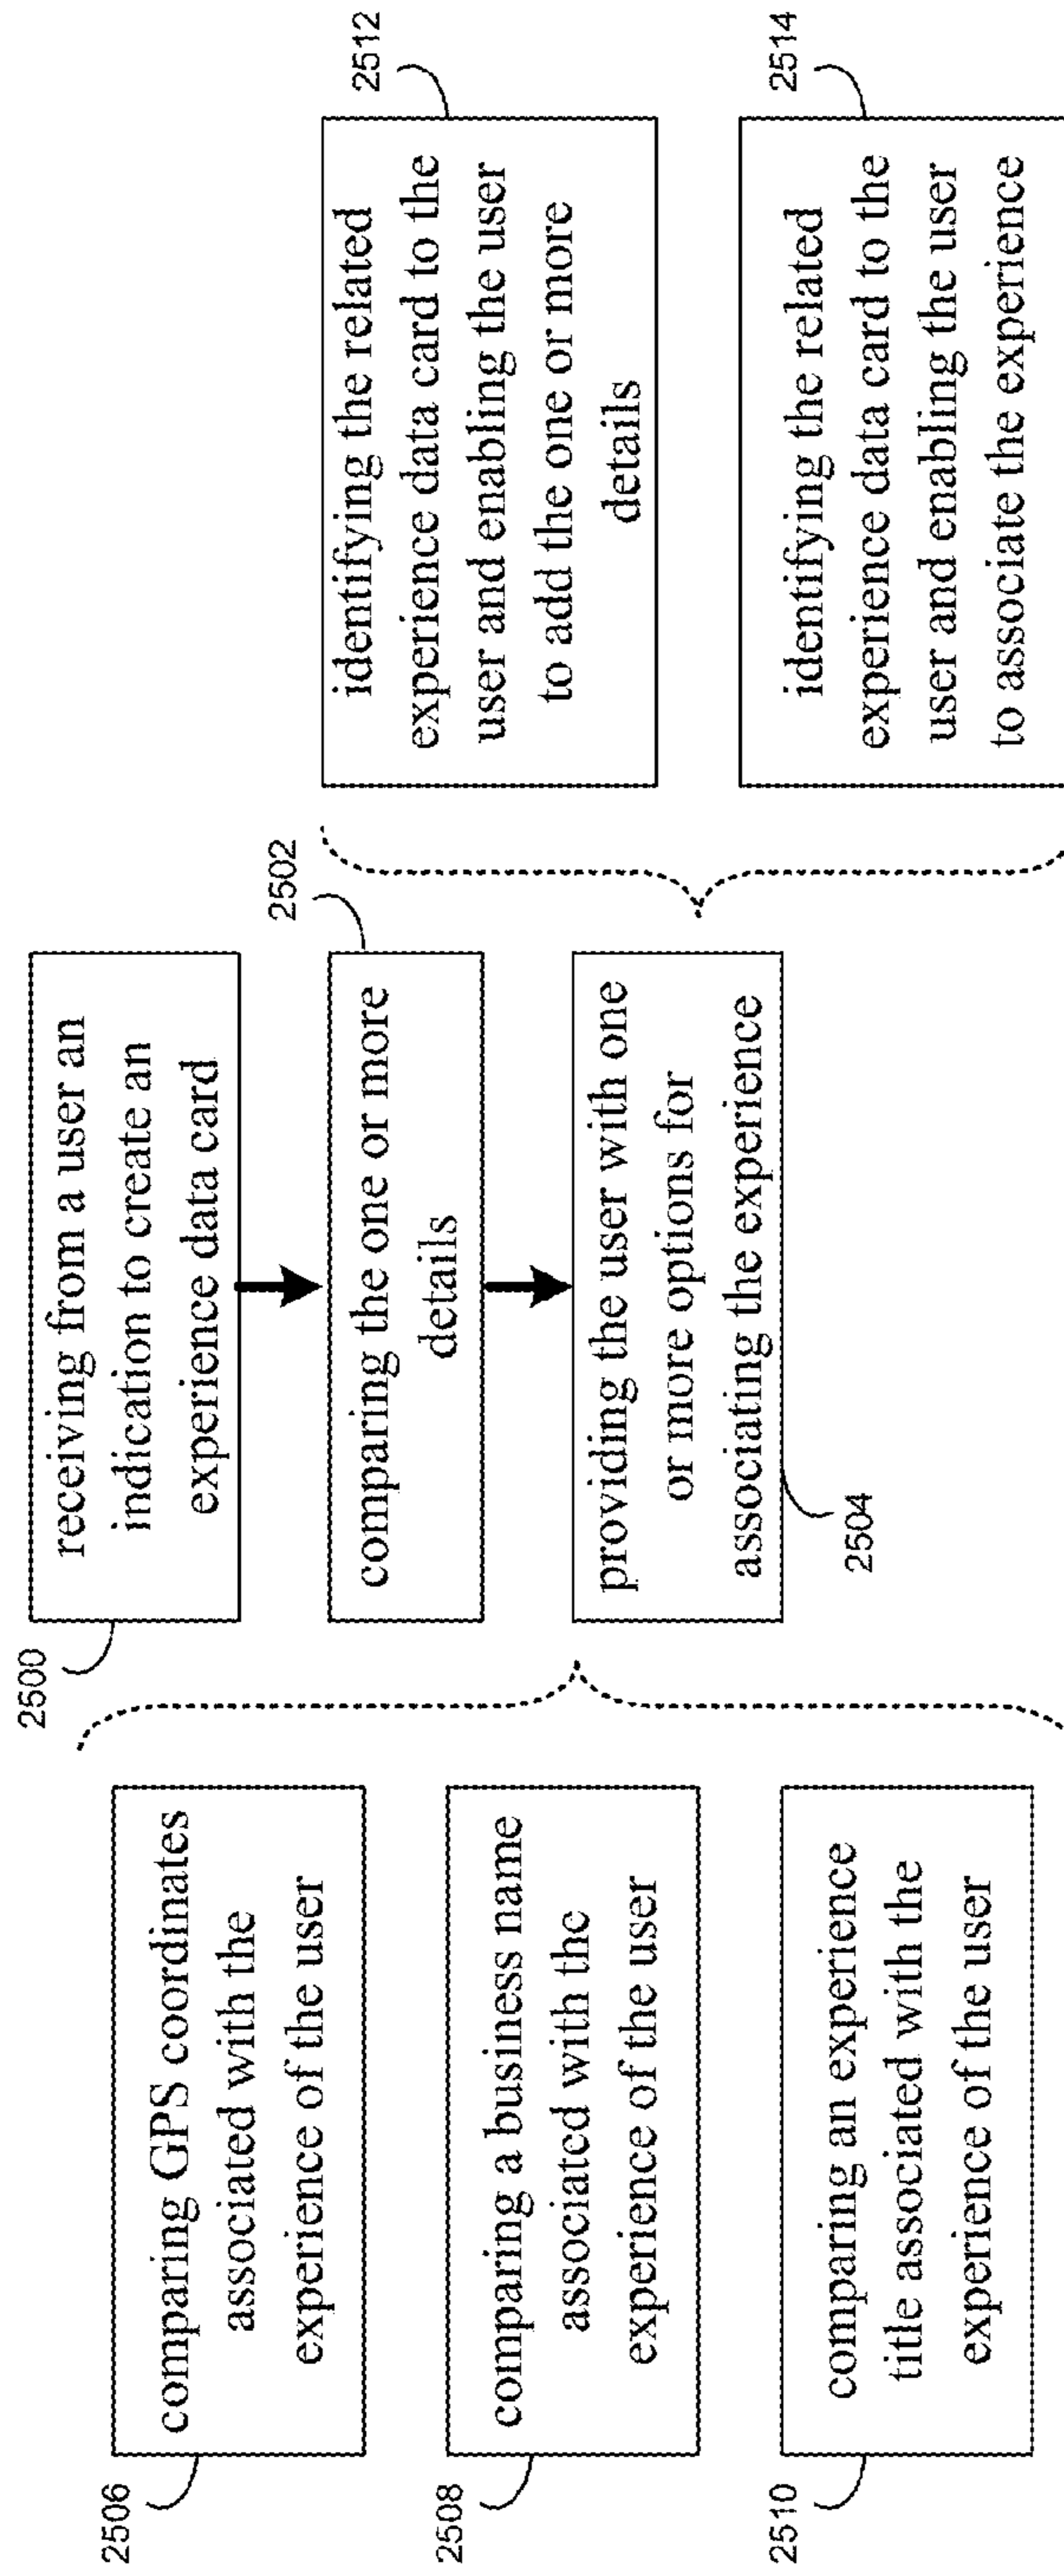 2500
receiving from a user an
indication to create an
experience data card
2502
comparing the one or more
details
providing the user with one
or more options for
associating the experience
2504
2506
comparing GPS coordinates
associated with the
experience of the user
2508
comparing a business name
associated with the
experience of the user
2510
comparing an experience
title associated with the
experience of the user
2512
identifying the related
experience data card to the
user and enabling the user
to add the one or more
details
2514
identifying the related
experience data card to the
user and enabling the user
to associate the experience